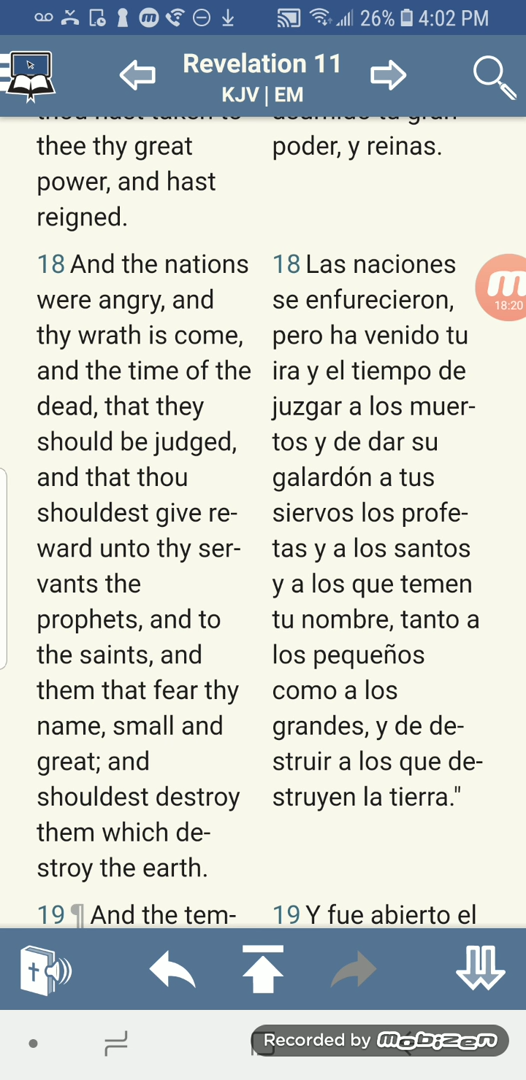 26% 4:02 PM
Revelation 11
KJV | EM
thou hast taken to
thee thy great
power, and hast
reigned.
18 And the nations
were angry, and
thy wrath is come,
and the time of the
dead, that they
should be judged,
and that thou
shouldest give re-
ward unto thy ser-
vants the
prophets, and to
the saints, and
them that fear thy
name, small and
great; and
shouldest destroy
them which de-
stroy the earth.
19 ¶ And the tem-
asumido tu gran
poder, y reinas.
18 Las naciones
se enfurecieron,
pero ha venido tu
ira y el tiempo de
juzgar a los muer-
tos y de dar su
galardón a tus
siervos los profe-
tas y a los santos
y a los que temen
tu nombre, tanto a
los pequeños
como a los
grandes, y de de-
struir a los que de-
struyen la tierra."
19 Y fue abierto el
18:20
Recorded by mobizen